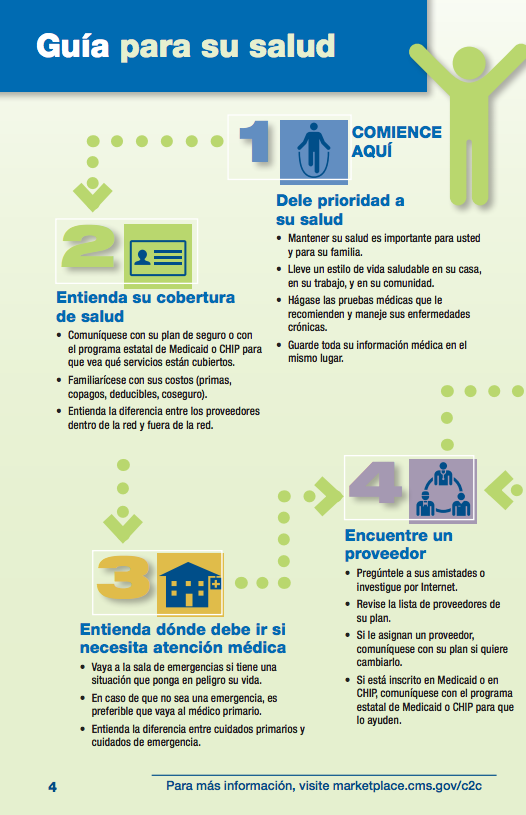 Guía para su salud
1
COMIENCE
AQUÍ
Dele prioridad a
su salud
• Mantener su salud es importante para usted
y para su familia.
• Lleve un estilo de vida saludable en su casa,
en su trabajo, y en su comunidad.
• Hágase las pruebas médicas que le
recomienden y maneje sus enfermedades
crónicas.
• Guarde toda su información médica en el
mismo lugar.
2
Entienda su cobertura
de salud
• Comuníquese con su plan de seguro o con
el programa estatal de Medicaid o CHIP para
que vea qué servicios están cubiertos.
• Familiarícese con sus costos (primas,
copagos, deducibles, coseguro).
• Entienda la diferencia entre los proveedores
dentro de la red y fuera de la red.
3
Entienda dónde debe ir si
necesita atención médica
• Vaya a la sala de emergencias si tiene una
situación que ponga en peligro su vida.
• En caso de que no sea una emergencia, es
preferible que vaya al médico primario.
• Entienda la diferencia entre cuidados primarios y
cuidados de emergencia.
4
Encuentre un
proveedor
• Pregúntele a sus amistades o
investigue por Internet.
• Revise la lista de proveedores de
su plan.
• Si le asignan un proveedor,
comuníquese con su plan si quiere
cambiarlo.
• Si está inscrito en Medicaid o en
CHIP, comuníquese con el programa
estatal de Medicaid o CHIP para que
lo ayuden.
4
Para más información, visite marketplace.cms.gov/c2c